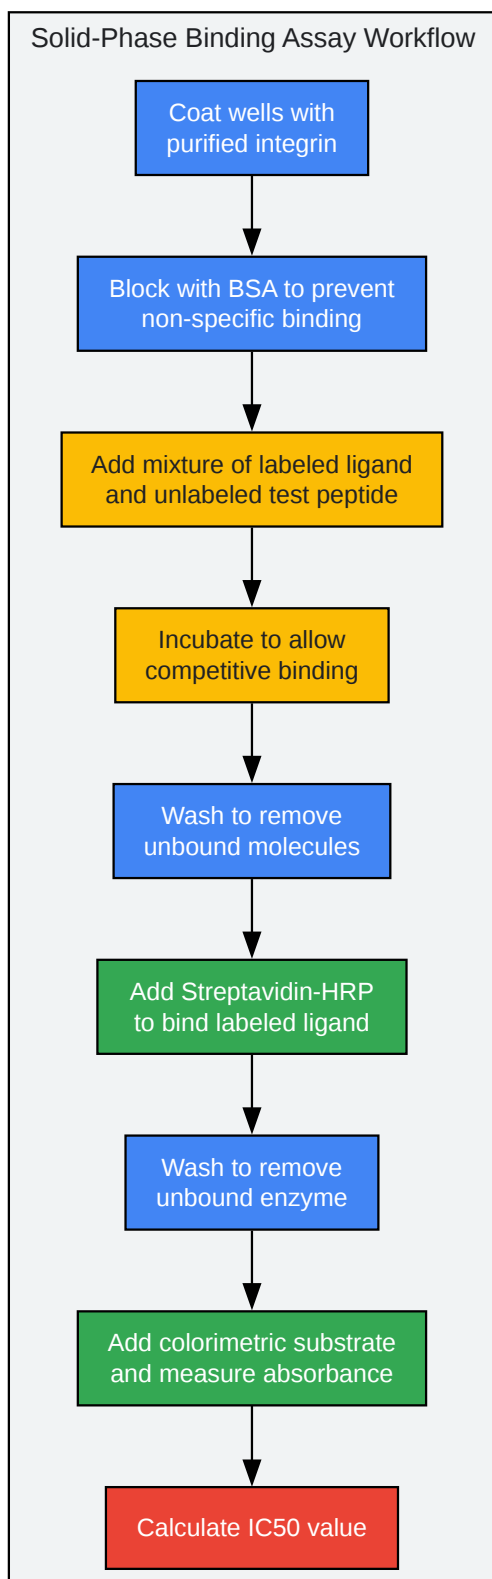 Solid-Phase Binding Assay Workflow
Coat wells with
purified integrin
Block with BSA to prevent
non-specific binding
Add mixture of labeled ligand
and unlabeled test peptide
Incubate to allow
competitive binding
Wash to remove
unbound molecules
Add Streptavidin-HRP
to bind labeled ligand
Wash to remove
unbound enzyme
Add colorimetric substrate
and measure absorbance
Calculate IC50 value